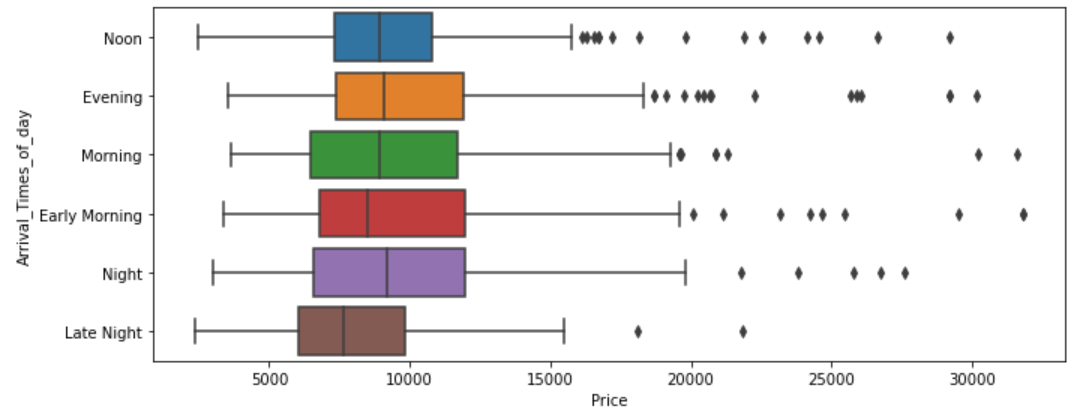 Arrival_Times_of_day
Noon
Evening
Morning
Early Morning
Night
Late Night
5000 10000 15000 20000 25000 30000
Price